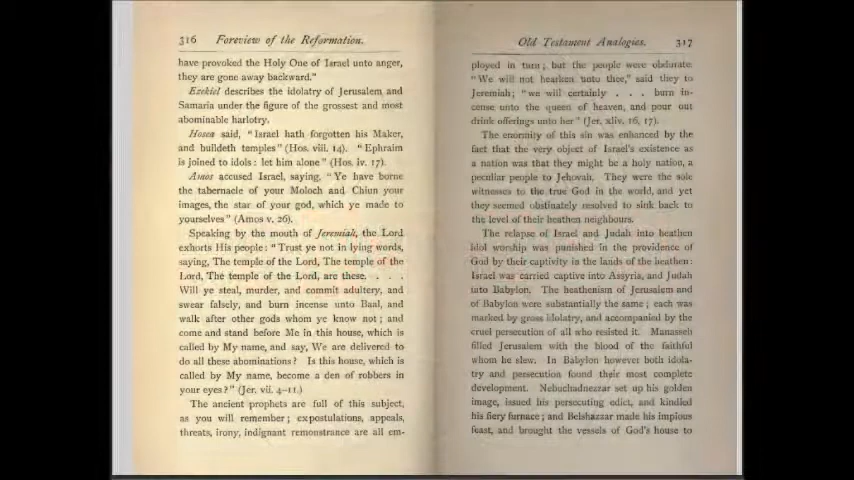 316 Foreview of the Reformation.
have provoked the Holy One of Israel unto anger,
they are gone away backward."
Ezekiel describes the idolatry of Jerusalem and
Samaria under the figure of the grossest and most
abominable harlotry.
Hosea said, "Israel hath forgotten his Maker,
and buildeth temples" (Hos. viii. 14). "Ephraim
is joined to idols: let him alone" (Hos. iv. 17).
Amos accused Israel, saying, "Ye have borne
the tabernacle of your Moloch and Chiun your
images, the star of your god, which ye made to
yourselves" (Amos v. 26).
Speaking by the mouth of Jeremiah, the Lord
exhorts His people: "Trust ye not in lying words,
saying, The temple of the Lord, The temple of the
Lord, The temple of the Lord, are these. . . .
Will ye steal, murder, and commit adultery, and
swear falsely, and burn incense unto Baal, and
walk after other gods whom ye know not; and
come and stand before Me in this house, which is
called by My name, and say, We are delivered to
do all these abominations? Is this house, which is
called by My name, become a den of robbers in
your eyes?" (Jer. vii. 4-11.)
The ancient prophets are full of this subject,
as you will remember; expostulations, appeals,
threats, irony, indignant remonstrance are all em-
Old Testament Analogies. 317
ployed in turn; but the people were obdurate.
"We will not hearken unto thee," said they to
Jeremiah; "we will certainly . . . burn in-
cense unto the queen of heaven, and pour out
drink offerings unto her" (Jer. xliv. 16, 17).
The enormity of this sin was enhanced by the
fact that the very object of Israel's existence as
a nation was that they might be a holy nation, a
peculiar people to Jehovah. They were the sole
witnesses to the true God in the world, and yet
they seemed obstinately resolved to sink back to
the level of their heathen neighbours.
The relapse of Israel and Judah into heathen
idol worship was punished in the providence of
God by their captivity in the lands of the heathen:
Israel was carried captive into Assyria, and Judah
into Babylon. The heathenism of Jerusalem and
of Babylon were substantially the same; each was
marked by gross idolatry, and accompanied by the
cruel persecution of all who resisted it. Manasseh
filled Jerusalem with the blood of the faithful
whom he slew. In Babylon however both idola-
try and persecution found their most complete
development. Nebuchadnezzar set up his golden
image, issued his persecuting edict, and kindled
his fiery furnace; and Belshazzar made his impious
feast, and brought the vessels of God's house to